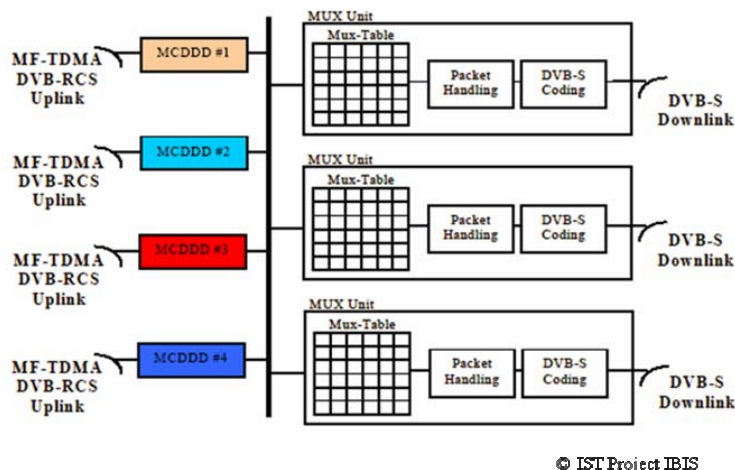 MF-TDMA
DVB-RCS
Uplink
MCDDD #1
MF-TDMA
DVB-RCS
Uplink
MCDDD #2
MF-TDMA
DVB-RCS
Uplink
MCDDD #3
MF-TDMA
DVB-RCS
Uplink
MCDDD #4
MUX Unit
Mux-Table
Packet
Handling
DVB-S
Coding
DVB-S
Downlink
MUX Unit
Mux-Table
Packet
Handling
DVB-S
Coding
DVB-S
Downlink
MUX Unit
Mux-Table
Packet
Handling
DVB-S
Coding
DVB-S
Downlink
© IST Project IBIS